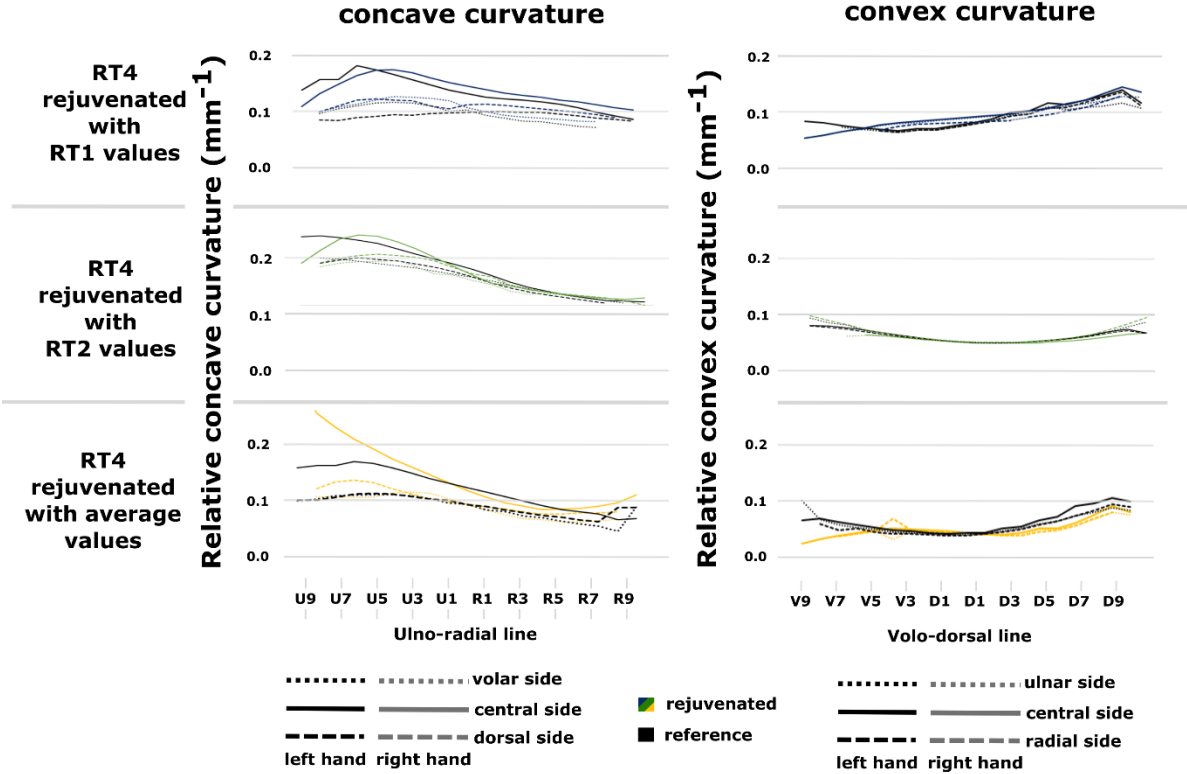 concave curvature
convex curvature
RT4
rejuvenated
with
RT1 values
Relative concave curvature (mm⁻¹)
0.2
0.1
0.0
Relative convex curvature (mm⁻¹)
0.2
0.1
0.0
RT4
rejuvenated
with
RT2 values
0.2
0.1
0.0
0.2
0.1
0.0
RT4
rejuvenated
with average
values
0.2
0.1
0.0
0.2
0.1
0.0
U9 U7 U5 U3 U1 R1 R3 R5 R7 R9
Ulno-radial line
V9 V7 V5 V3 D1 D1 D3 D5 D7 D9
Volo-dorsal line
volar side
central side
dorsal side
left hand right hand
rejuvenated
reference
ulnar side
central side
radial side
left hand right hand